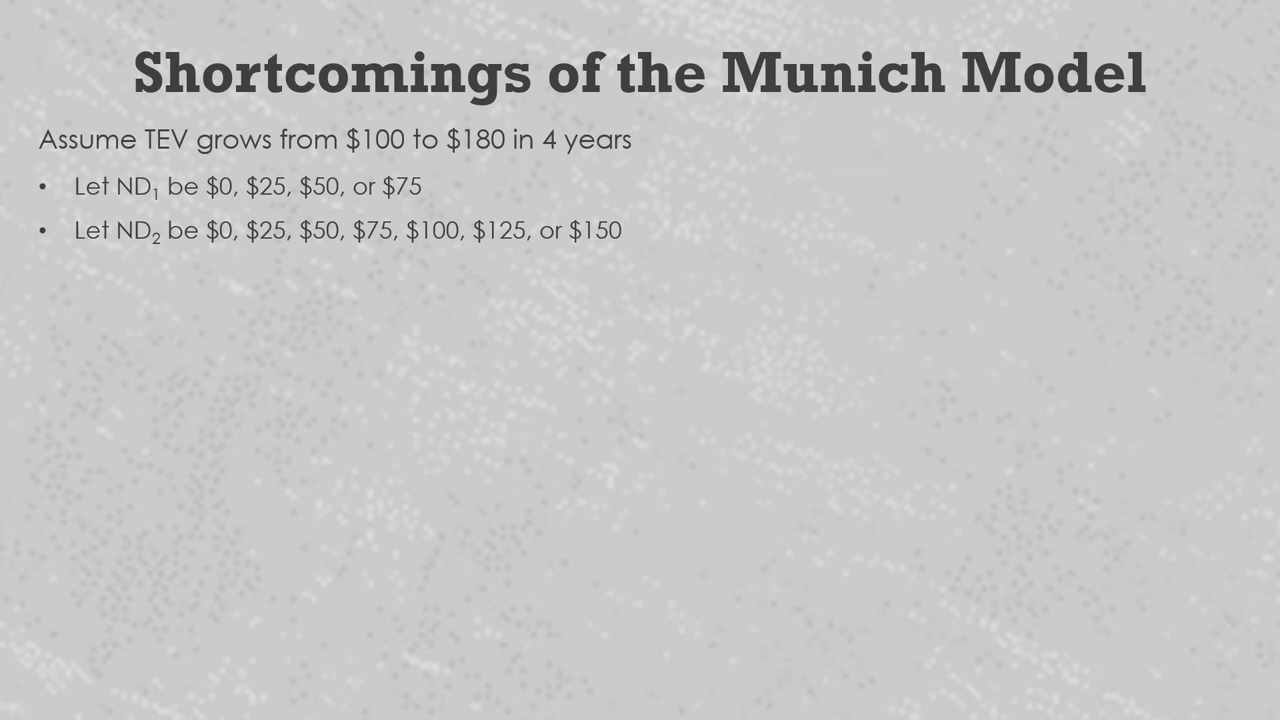 Shortcomings of the Munich Model
Assume TEV grows from $100 to $180 in 4 years
• Let ND₁ be $0, $25, $50, or $75
• Let ND₂ be $0, $25, $50, $75, $100, $125, or $150